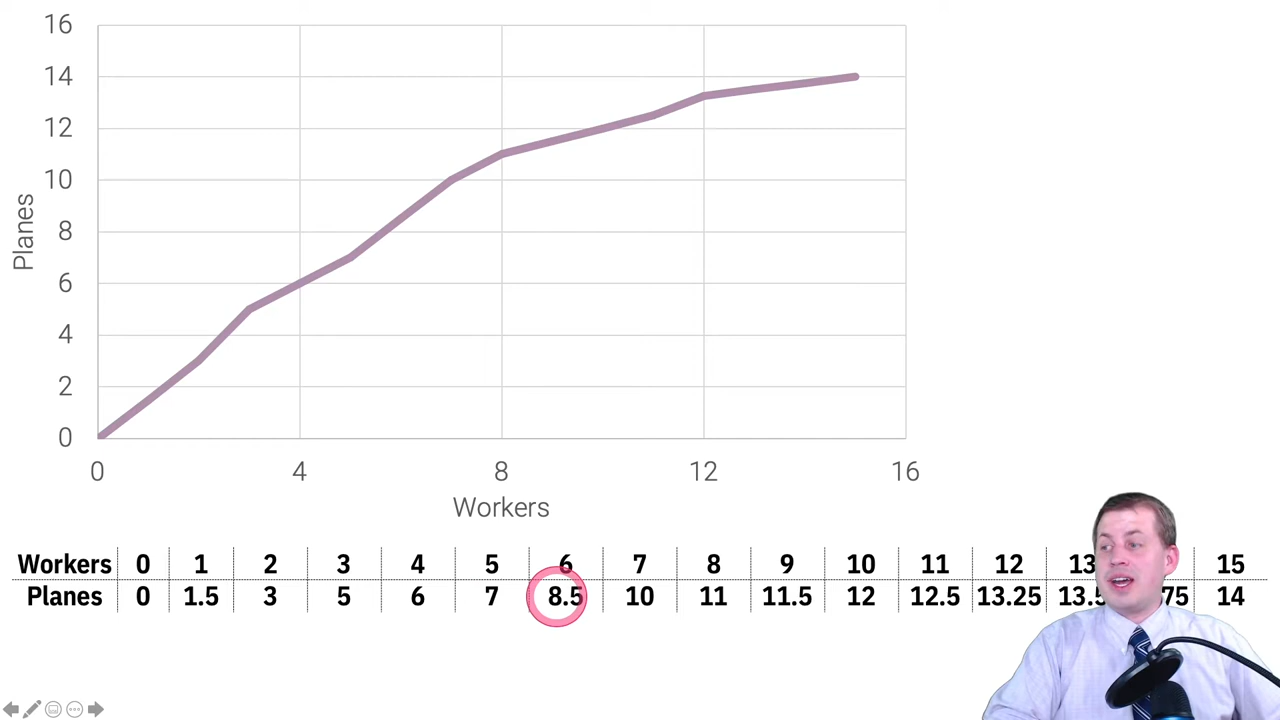 16
14
12
10
8
6
4
2
0
Planes
0 4 8 12 16
Workers
Workers 0 1 2 3 4 5 6 7 8 9 10 11 12 15
Planes 0 1.5 3 5 6 7 8.5 10 11 11.5 12 12.5 13.25 14